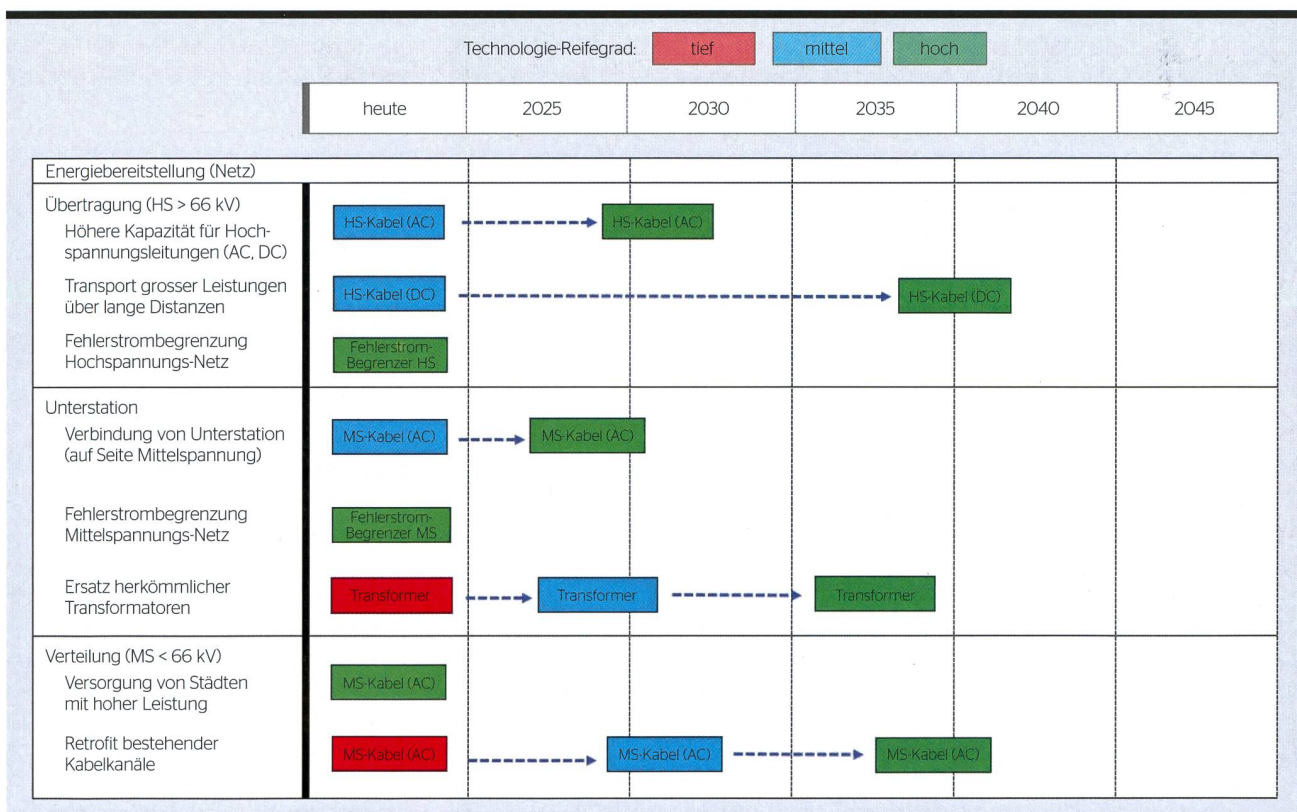 Technologie-Reifegrad: tief mittel hoch
heute 2025 2030 2035 2040 2045
Energiebereitstellung (Netz)
Übertragung (HS > 66 kV)
Höhere Kapazität für Hoch-
spannungsleitungen (AC, DC)
HS-Kabel (AC) HS-Kabel (AC)
Transport grosser Leistungen
über lange Distanzen
HS-Kabel (DC) HS-Kabel (DC)
Fehlerstrombegrenzung
Hochspannungs-Netz
Fehlerstrom-
Begrenzer HS
Unterstation
Verbindung von Unterstation
(auf Seite Mittelspannung)
MS-Kabel (AC) MS-Kabel (AC)
Fehlerstrombegrenzung
Mittelspannungs-Netz
Fehlerstrom-
Begrenzer MS
Ersatz herkömmlicher
Transformatoren
Transformer Transformer Transformer
Verteilung (MS < 66 kV)
Versorgung von Städten
mit hoher Leistung
MS-Kabel (AC)
Retrofit bestehender
Kabelkanäle
MS-Kabel (AC) MS-Kabel (AC) MS-Kabel (AC)